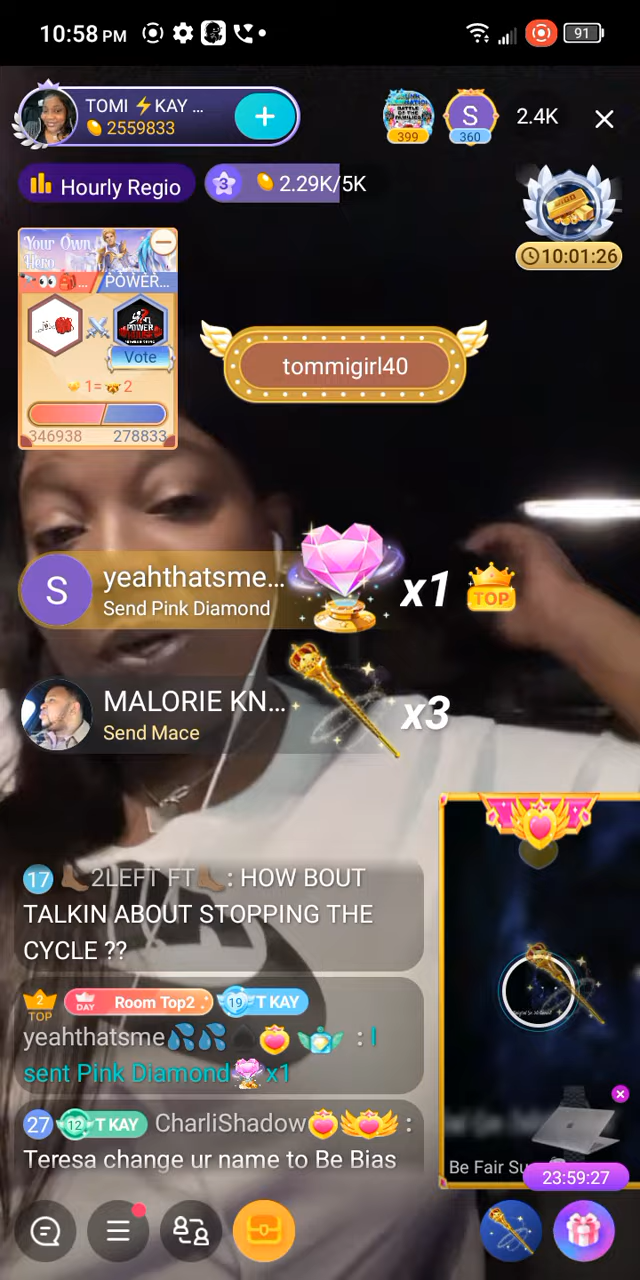 10:58 PM
91
TOMI ⚡KAY ...
2559833
399
S
360
2.4K
Hourly Regio
3
2.29K/5K
10:01:26
Your Own
Hero
POWER...
POWER
Vote
1= 2
346938 278833
tommigirl40
S
yeahthatsme...
Send Pink Diamond
x1
TOP
MALORIE KN...
Send Mace
x3
17 🦶🏾2LEFT FT🦶🏾: HOW BOUT
TALKIN ABOUT STOPPING THE
CYCLE ??
2
TOP
DAY
Room Top2
19 T KAY
yeahthatsme💦💦 : I
sent Pink Diamond x1
27 12 T KAY CharliShadow :
Teresa change ur name to Be Bias
Be Fair Su
23:59:27